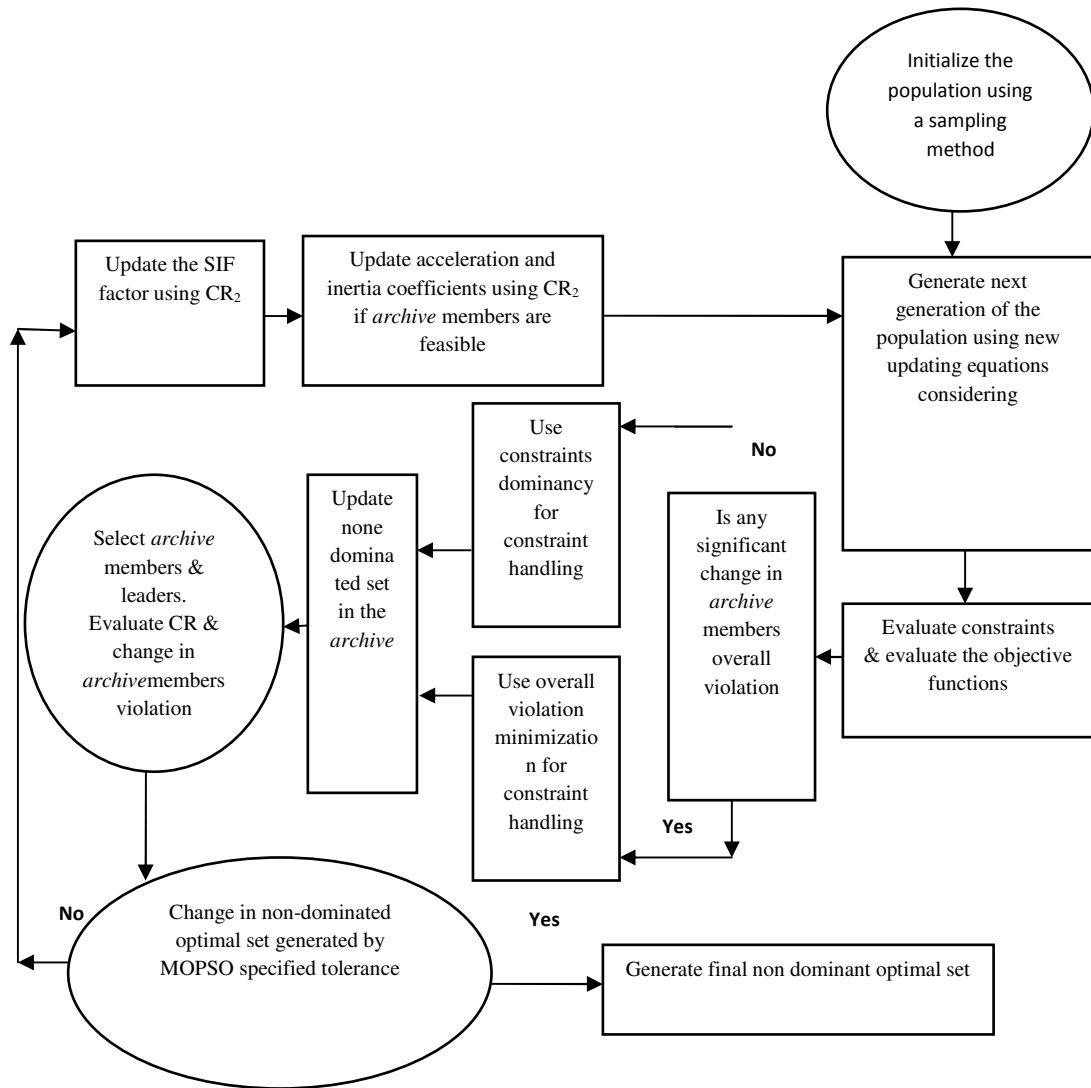 Initialize the
population using
a sampling
method
Update the SIF
factor using CR₂
Update acceleration and
inertia coefficients using CR₂
if archive members are
feasible
Generate next
generation of the
population using new
updating equations
considering
Use
constraints
dominancy for
constraint
handling
No
Update
none
domina
ted set
in the
archive
Is any
significant
change in
archive
members
overall
violation
Select archive
members &
leaders.
Evaluate CR &
change in
archivemembers
violation
Evaluate constraints
& evaluate the objective
functions
Use overall
violation
minimizatio
n for
constraint
handling
Yes
No
Change in non-dominated
optimal set generated by
MOPSO specified tolerance
Yes
Generate final non dominant optimal set